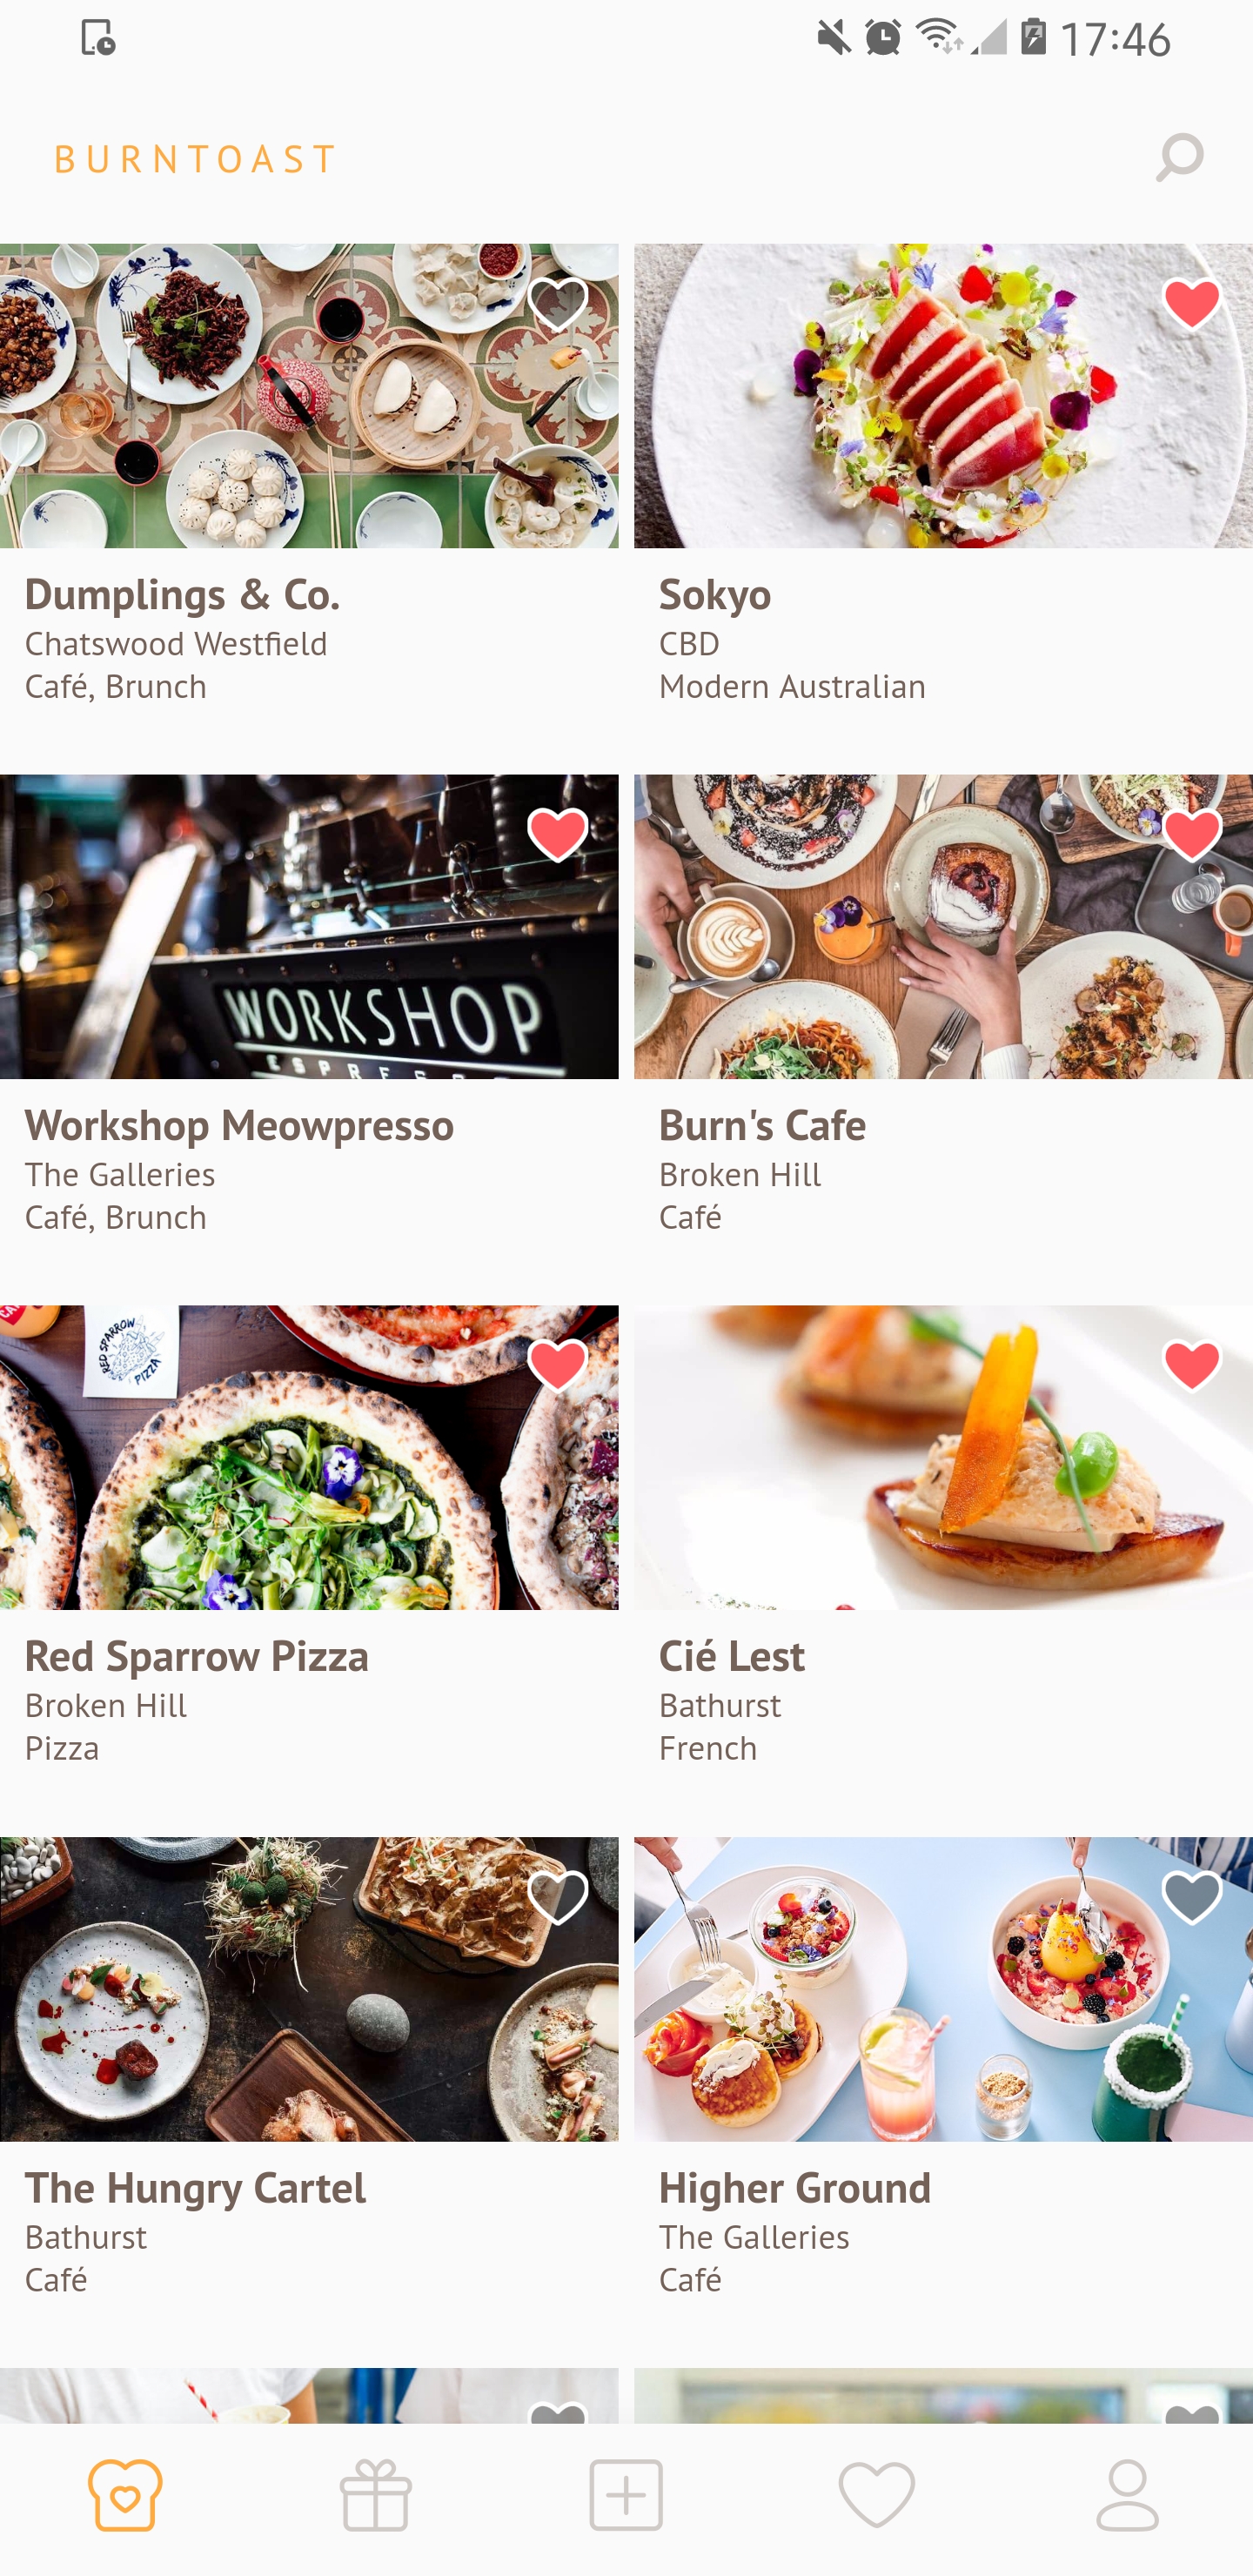 17:46
BURNTOAST
Dumplings & Co.
Chatswood Westfield
Café, Brunch
Sokyo
CBD
Modern Australian
WORKSHOP
Workshop Meowpresso
The Galleries
Café, Brunch
Burn's Cafe
Broken Hill
Café
RED SPARROW
PIZZA
Red Sparrow Pizza
Broken Hill
Pizza
Cié Lest
Bathurst
French
The Hungry Cartel
Bathurst
Café
Higher Ground
The Galleries
Café